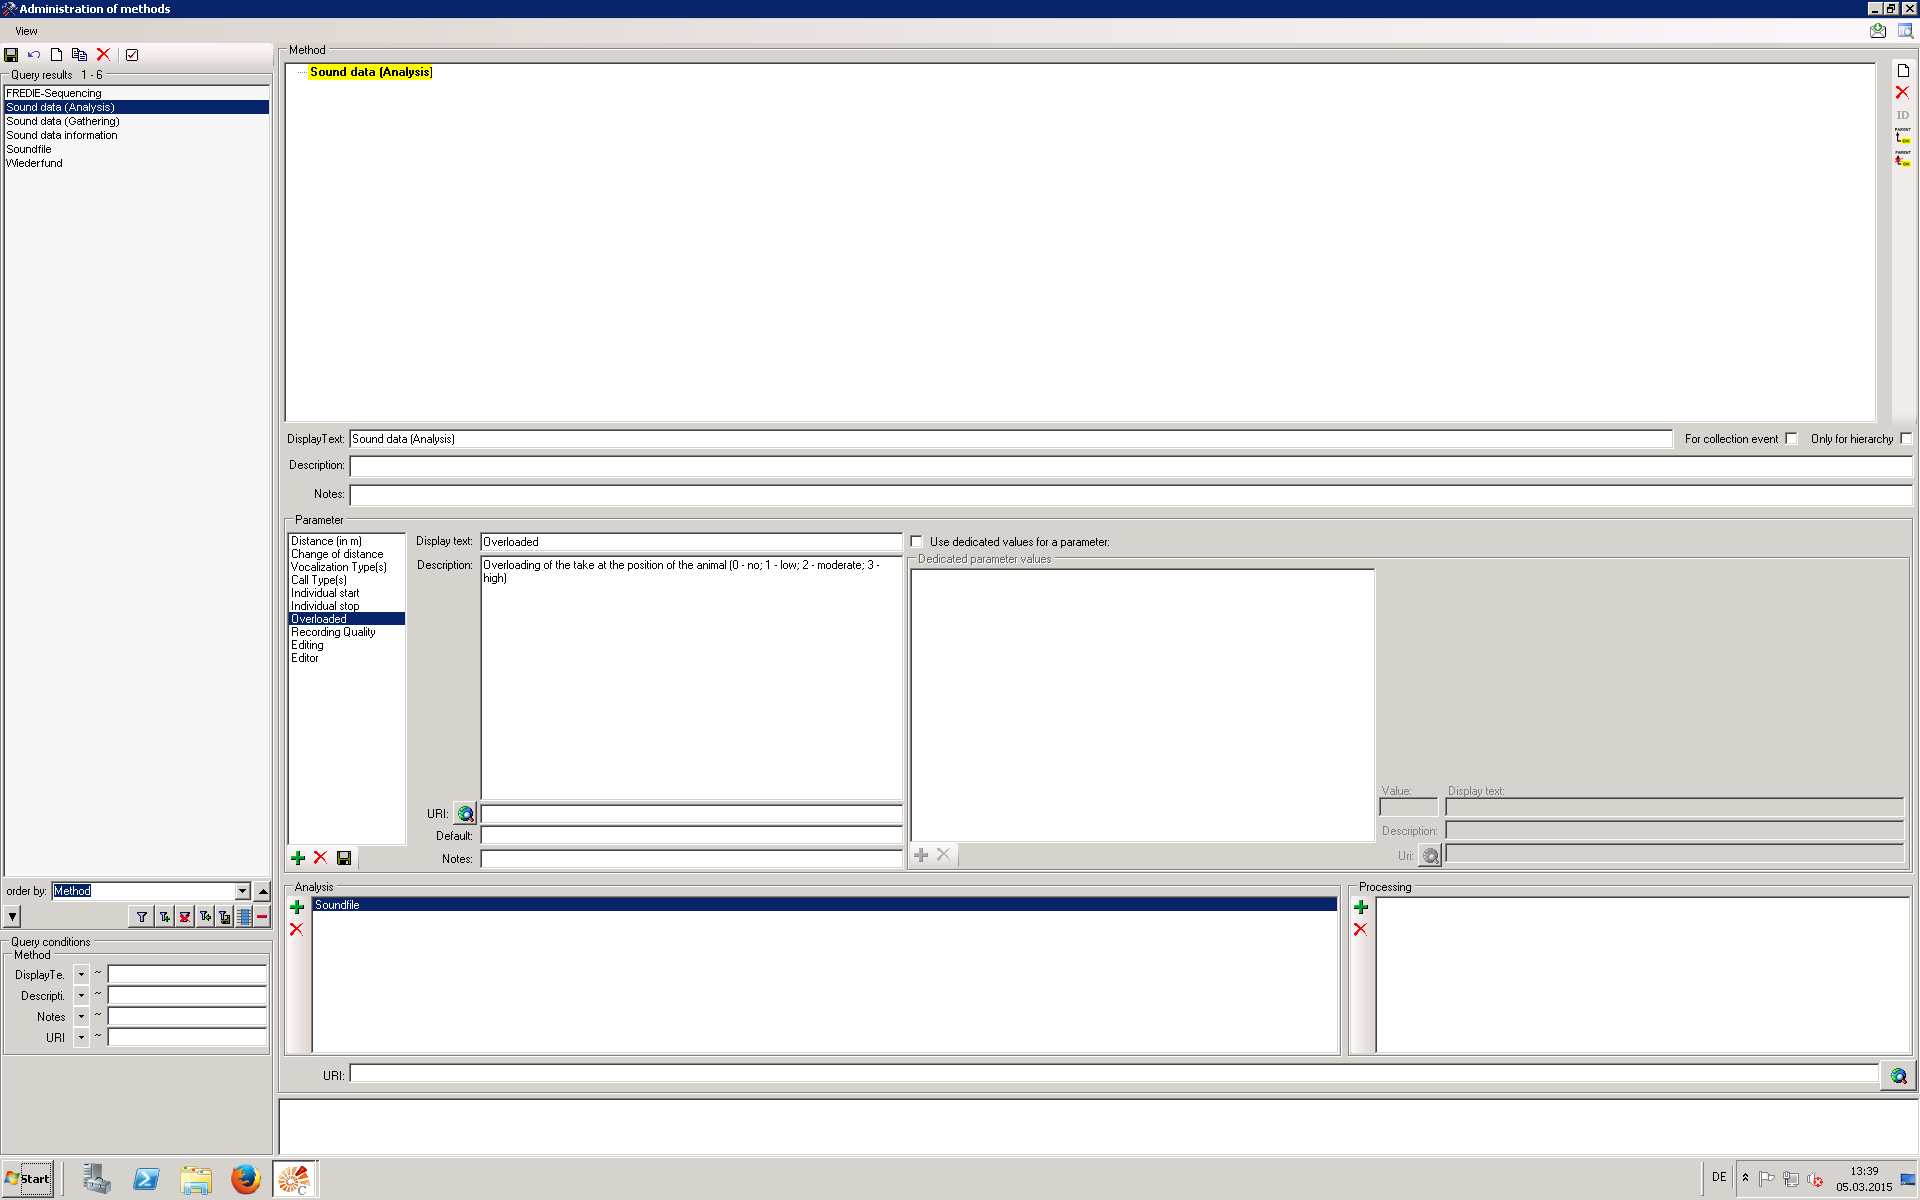 Administration of methods
View
Query results 1 - 6
FREDIE-Sequencing
Sound data (Analysis)
Sound data (Gathering)
Sound data information
Soundfile
Wiederfund
order by: Method
Query conditions
Method
DisplayTe. ~
Descripti. ~
Notes ~
URI ~
Method
Sound data (Analysis)
ID
PARENT
PARENT
DisplayText: Sound data (Analysis) For collection event Only for hierarchy
Description:
Notes:
Parameter
Distance (in m)
Change of distance
Vocalization Type(s)
Call Type(s)
Individual start
Individual stop
Overloaded
Recording Quality
Editing
Editor
Display text: Overloaded
Description: Overloading of the take at the position of the animal (0 - no; 1 - low; 2 - moderate; 3 -
high)
URI:
Default:
Notes:
Use dedicated values for a parameter:
Dedicated parameter values
Value: Display text:
Description:
Uri:
Analysis
Soundfile
Processing
URI:
Start
C
DE
13:39
05.03.2015